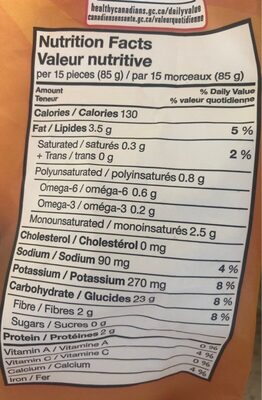 healthycanadians.gc.ca/dailyvalue
canadiensensante.gc.ca/valeurquotidienne
Nutrition Facts
Valeur nutritive
per 15 pieces (85 g) / par 15 morceaux (85 g)
Amount % Daily Value
Teneur % valeur quotidienne
Calories / Calories 130
Fat / Lipides 3.5 g 5 %
Saturated / saturés 0.3 g
+ Trans / trans 0 g 2 %
Polyunsaturated / polyinsaturés 0.8 g
Omega-6 / oméga-6 0.6 g
Omega-3 / oméga-3 0.2 g
Monounsaturated / monoinsaturés 2.5 g
Cholesterol / Cholestérol 0 mg
Sodium / Sodium 90 mg 4 %
Potassium / Potassium 270 mg 8 %
Carbohydrate / Glucides 23 g 8 %
Fibre / Fibres 2 g 8 %
Sugars / Sucres 0 g
Protein / Protéines 2 g
Vitamin A / Vitamine A 0 %
Vitamin C / Vitamine C 4 %
Calcium / Calcium 0 %
Iron / Fer 4 %